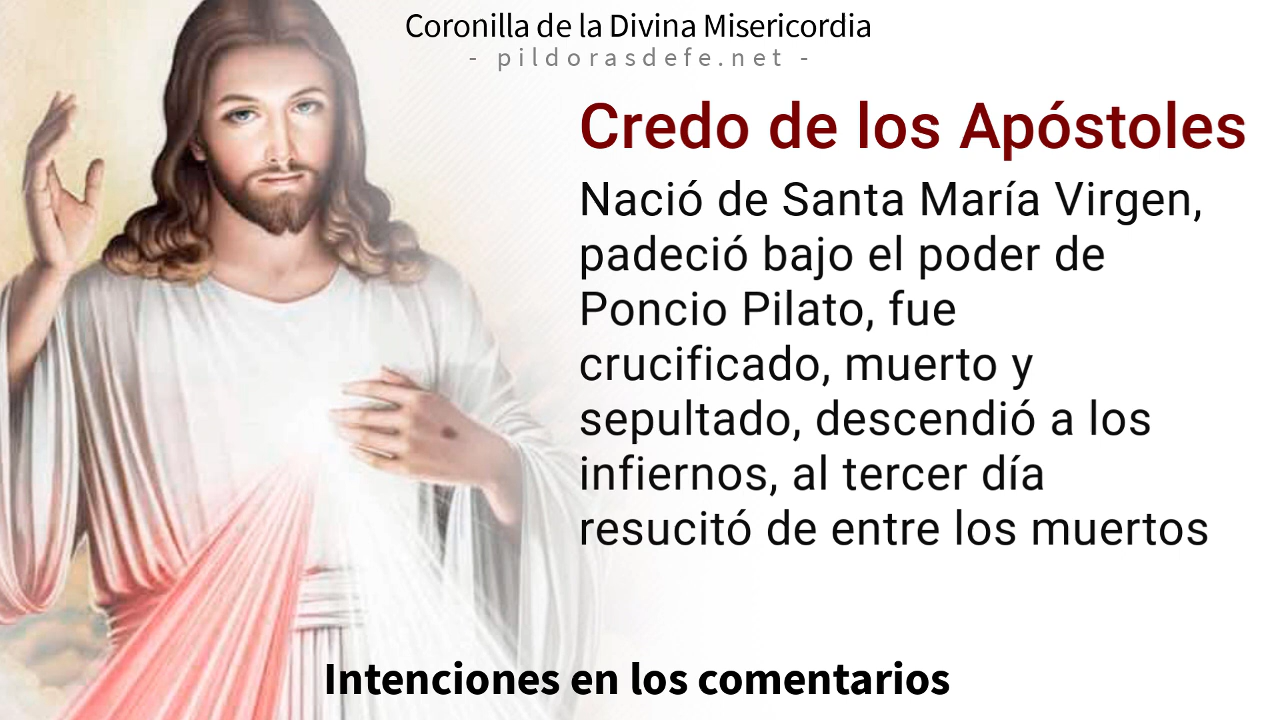 Coronilla de la Divina Misericordia
- pildorasdefe.net -
Credo de los Apóstoles
Nació de Santa María Virgen,
padeció bajo el poder de
Poncio Pilato, fue
crucificado, muerto y
sepultado, descendió a los
infiernos, al tercer día
resucitó de entre los muertos
Intenciones en los comentarios